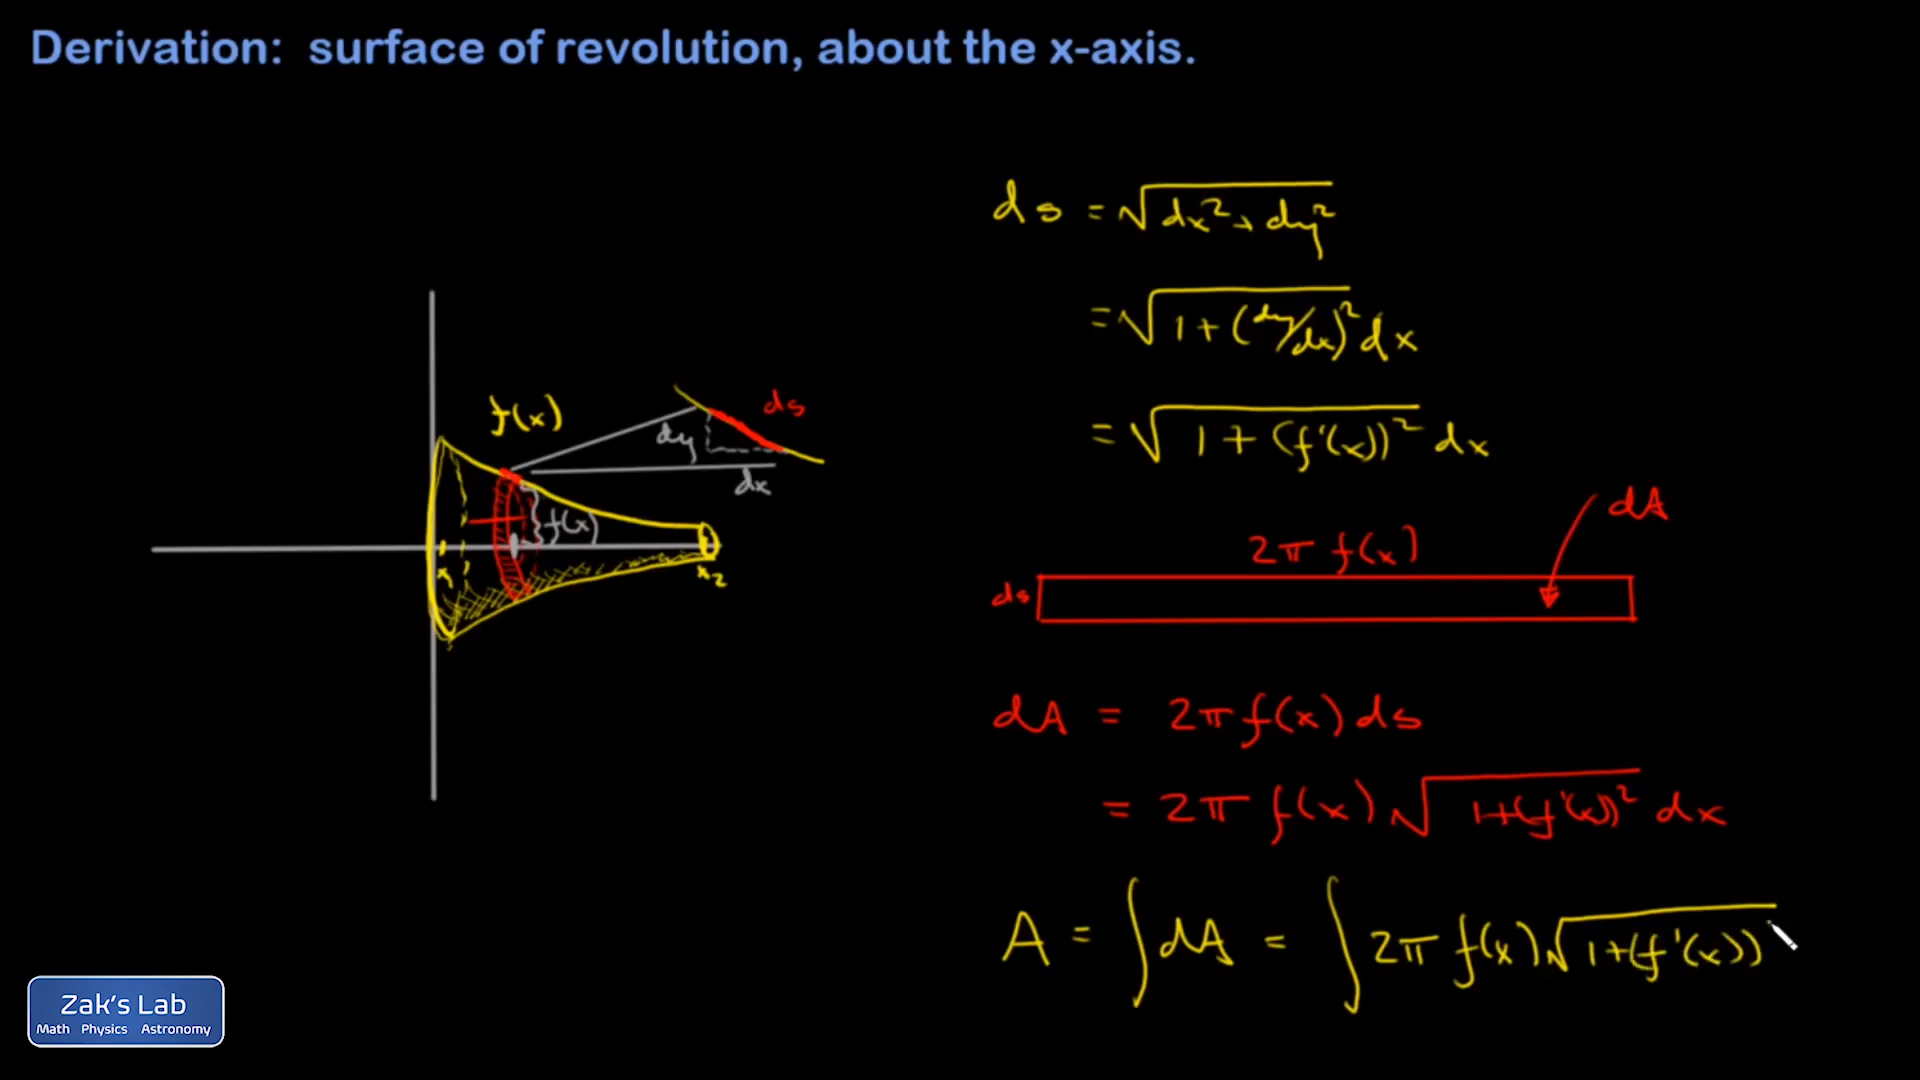 Derivation: surface of revolution, about the x-axis.
ds = √(dx² + dy²)
= √(1 + (dy/dx)²) dx
= √(1 + (f'(x))²) dx
f(x)
ds
dy
dx
f(x)
x₁
x₂
dA
2π f(x)
ds
dA = 2π f(x) ds
= 2π f(x) √(1+(f'(x))²) dx
A = ∫ dA = ∫ 2π f(x) √(1+(f'(x))
Zak's Lab
Math Physics Astronomy